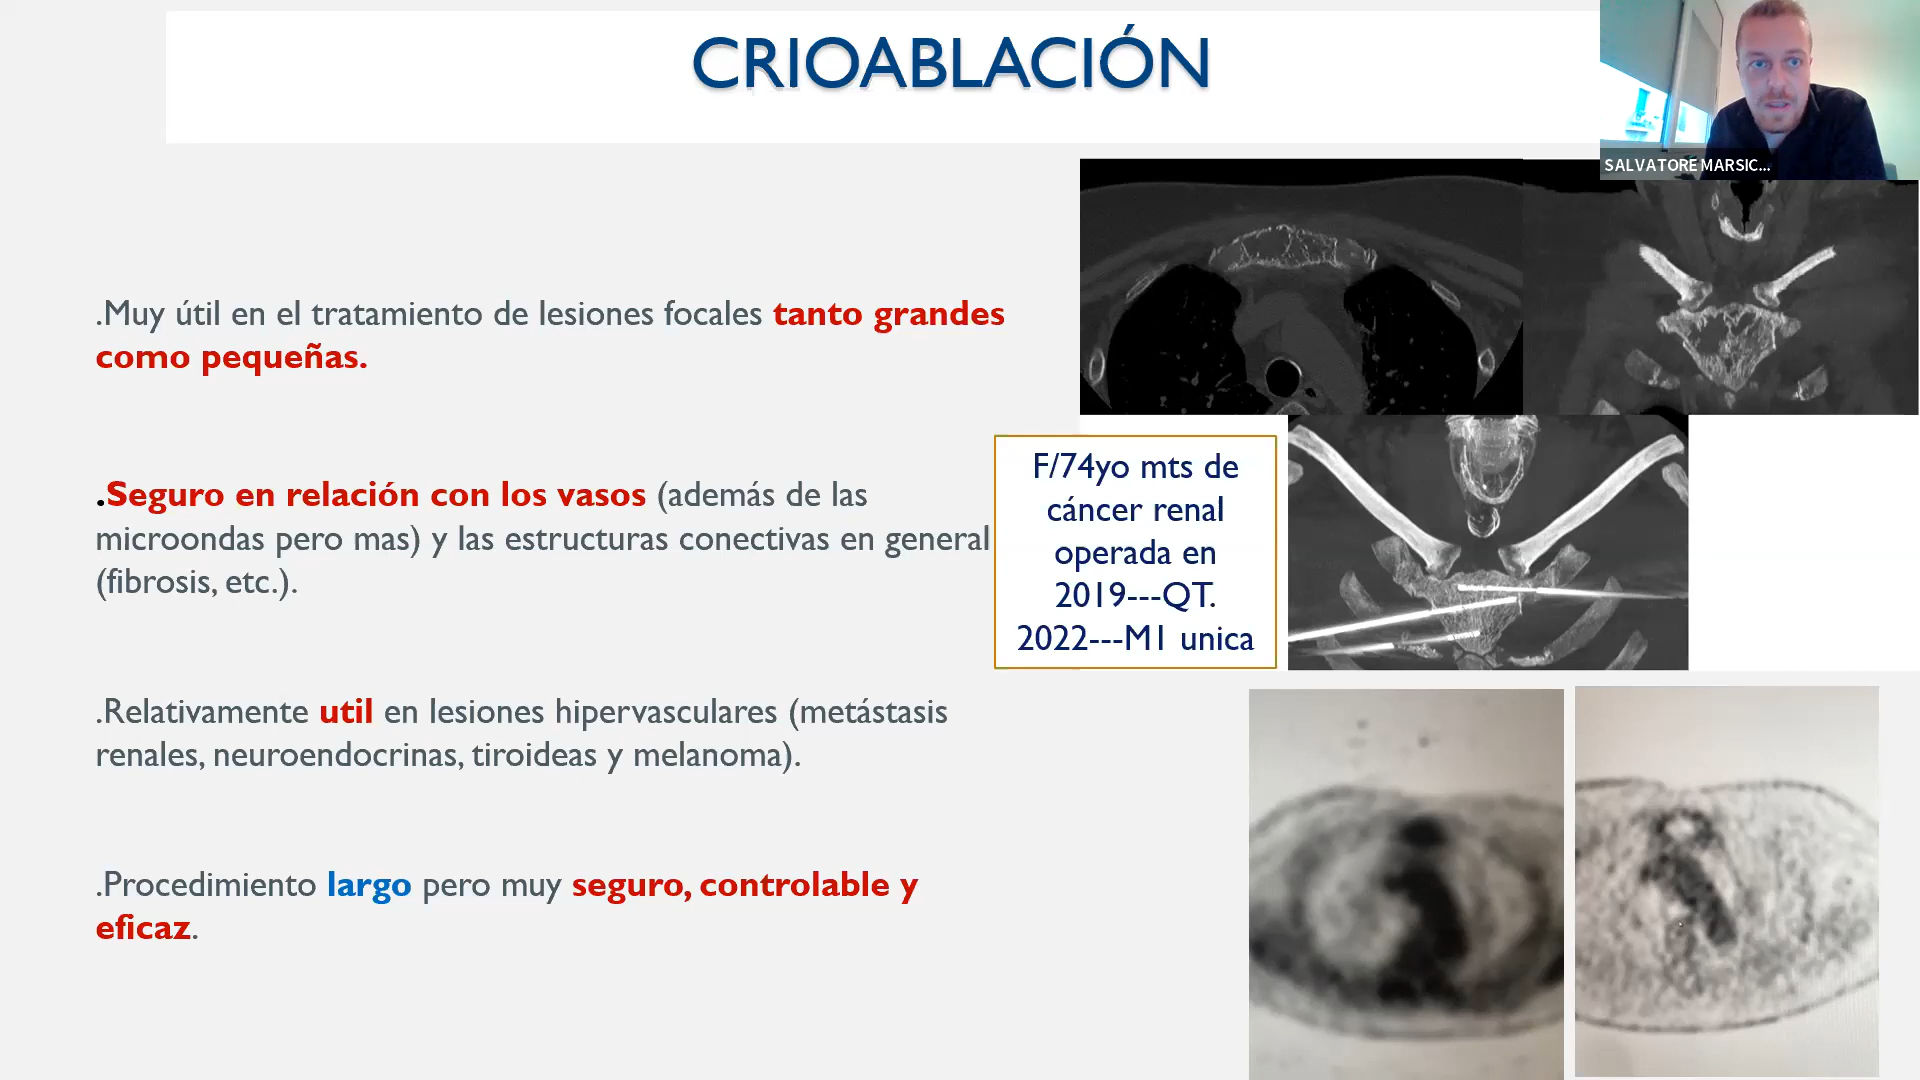 CRIOABLACIÓN
SALVATORE MARSIC...
.Muy útil en el tratamiento de lesiones focales tanto grandes
como pequeñas.
.Seguro en relación con los vasos (además de las
microondas pero mas) y las estructuras conectivas en general
(fibrosis, etc.).
F/74yo mts de
cáncer renal
operada en
2019---QT.
2022---M1 unica
.Relativamente util en lesiones hipervasculares (metástasis
renales, neuroendocrinas, tiroideas y melanoma).
.Procedimiento largo pero muy seguro, controlable y
eficaz.